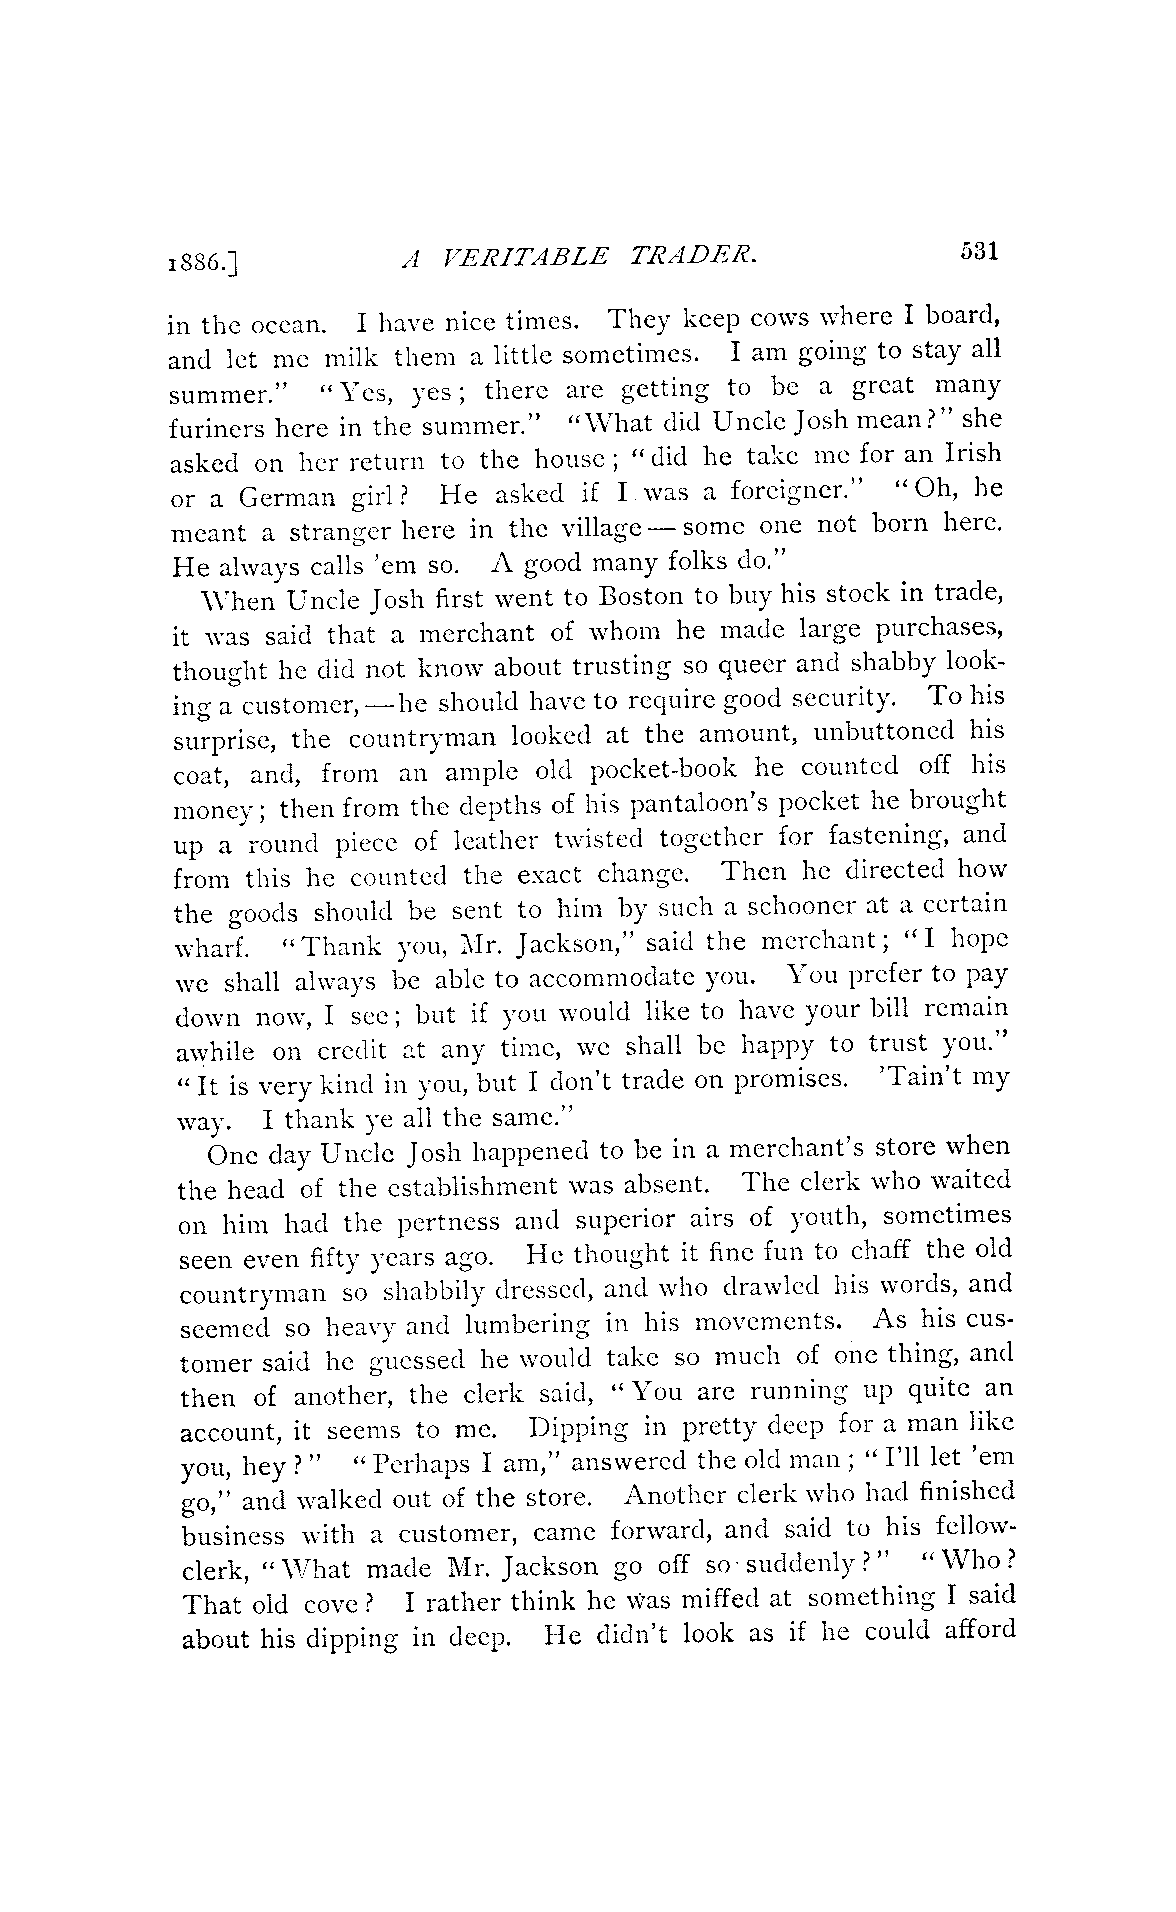 1886.] A VERITABLE TRADER. 531
in the ocean. I have nice times. They keep cows where I board,
and let me milk them a little sometimes. I am going to stay all
summer." "Yes, yes; there are getting to be a great many
furiners here in the summer." "What did Uncle Josh mean?" she
asked on her return to the house; "did he take me for an Irish
or a German girl? He asked if I was a foreigner." "Oh, he
meant a stranger here in the village — some one not born here.
He always calls 'em so. A good many folks do."
When Uncle Josh first went to Boston to buy his stock in trade,
it was said that a merchant of whom he made large purchases,
thought he did not know about trusting so queer and shabby look-
ing a customer, — he should have to require good security. To his
surprise, the countryman looked at the amount, unbuttoned his
coat, and, from an ample old pocket-book he counted off his
money; then from the depths of his pantaloon's pocket he brought
up a round piece of leather twisted together for fastening, and
from this he counted the exact change. Then he directed how
the goods should be sent to him by such a schooner at a certain
wharf. "Thank you, Mr. Jackson," said the merchant; "I hope
we shall always be able to accommodate you. You prefer to pay
down now, I see; but if you would like to have your bill remain
awhile on credit at any time, we shall be happy to trust you."
"It is very kind in you, but I don't trade on promises. 'Tain't my
way. I thank ye all the same."
One day Uncle Josh happened to be in a merchant's store when
the head of the establishment was absent. The clerk who waited
on him had the pertness and superior airs of youth, sometimes
seen even fifty years ago. He thought it fine fun to chaff the old
countryman so shabbily dressed, and who drawled his words, and
seemed so heavy and lumbering in his movements. As his cus-
tomer said he guessed he would take so much of one thing, and
then of another, the clerk said, "You are running up quite an
account, it seems to me. Dipping in pretty deep for a man like
you, hey?" "Perhaps I am," answered the old man; "I'll let 'em
go," and walked out of the store. Another clerk who had finished
business with a customer, came forward, and said to his fellow-
clerk, "What made Mr. Jackson go off so suddenly?" "Who?
That old cove? I rather think he was miffed at something I said
about his dipping in deep. He didn't look as if he could afford